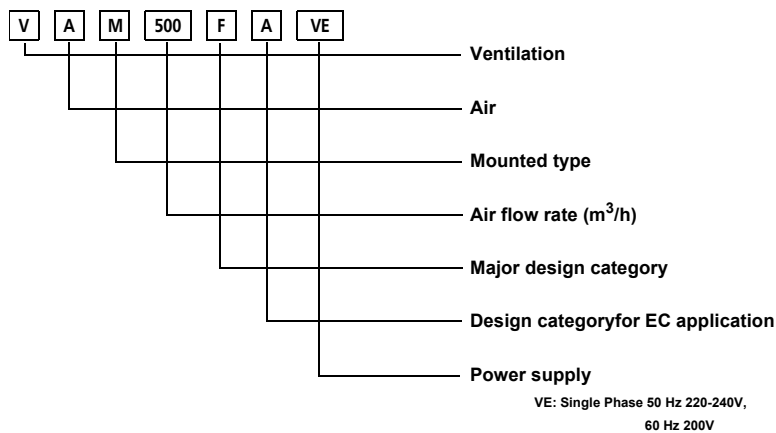 V A M 500 F A VE
Ventilation
Air
Mounted type
Air flow rate (m³/h)
Major design category
Design categoryfor EC application
Power supply
VE: Single Phase 50 Hz 220-240V,
60 Hz 200V